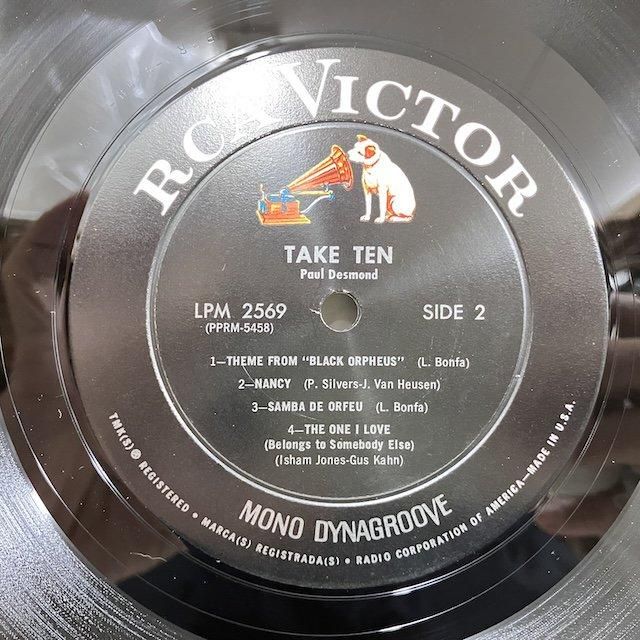 RCA VICTOR
TAKE TEN
Paul Desmond
LPM 2569
(PPRM-5458)
SIDE 2
1—THEME FROM "BLACK ORPHEUS" (L. Bonfa)
2—NANCY (P. Silvers-J. Van Heusen)
3—SAMBA DE ORFEU (L. Bonfa)
4—THE ONE I LOVE
(Belongs to Somebody Else)
(Isham Jones-Gus Kahn)
MONO DYNAGROOVE
TMK(S) ® REGISTERED • MARCA(S) REGISTRADA(S) • RADIO CORPORATION OF AMERICA—MADE IN U.S.A.